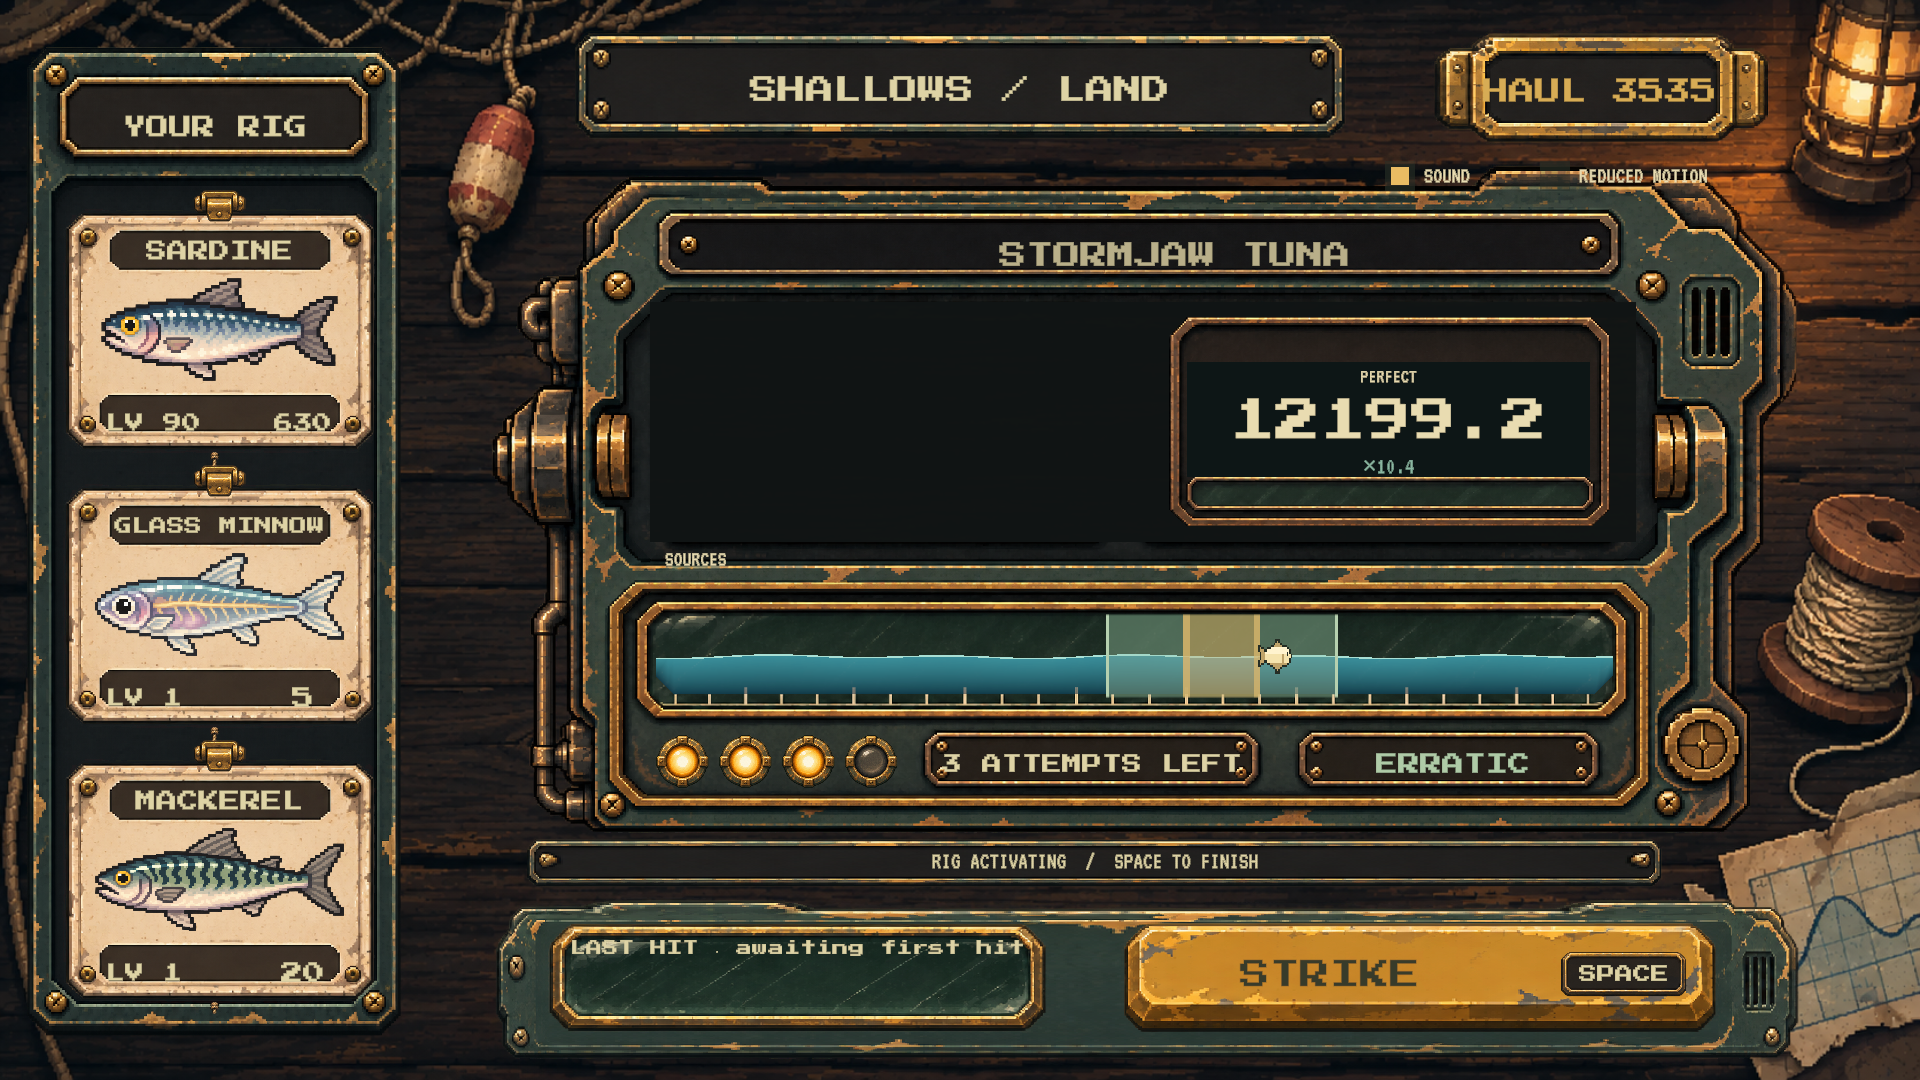 YOUR RIG
SARDINE
LV 90 630
GLASS MINNOW
LV 1 5
MACKEREL
LV 1 20
SHALLOWS / LAND
HAUL 3535
SOUND
REDUCED MOTION
STORMJAW TUNA
PERFECT
12199.2
×10.4
SOURCES
3 ATTEMPTS LEFT
ERRATIC
RIG ACTIVATING / SPACE TO FINISH
LAST HIT . awaiting first hit
STRIKE
SPACE